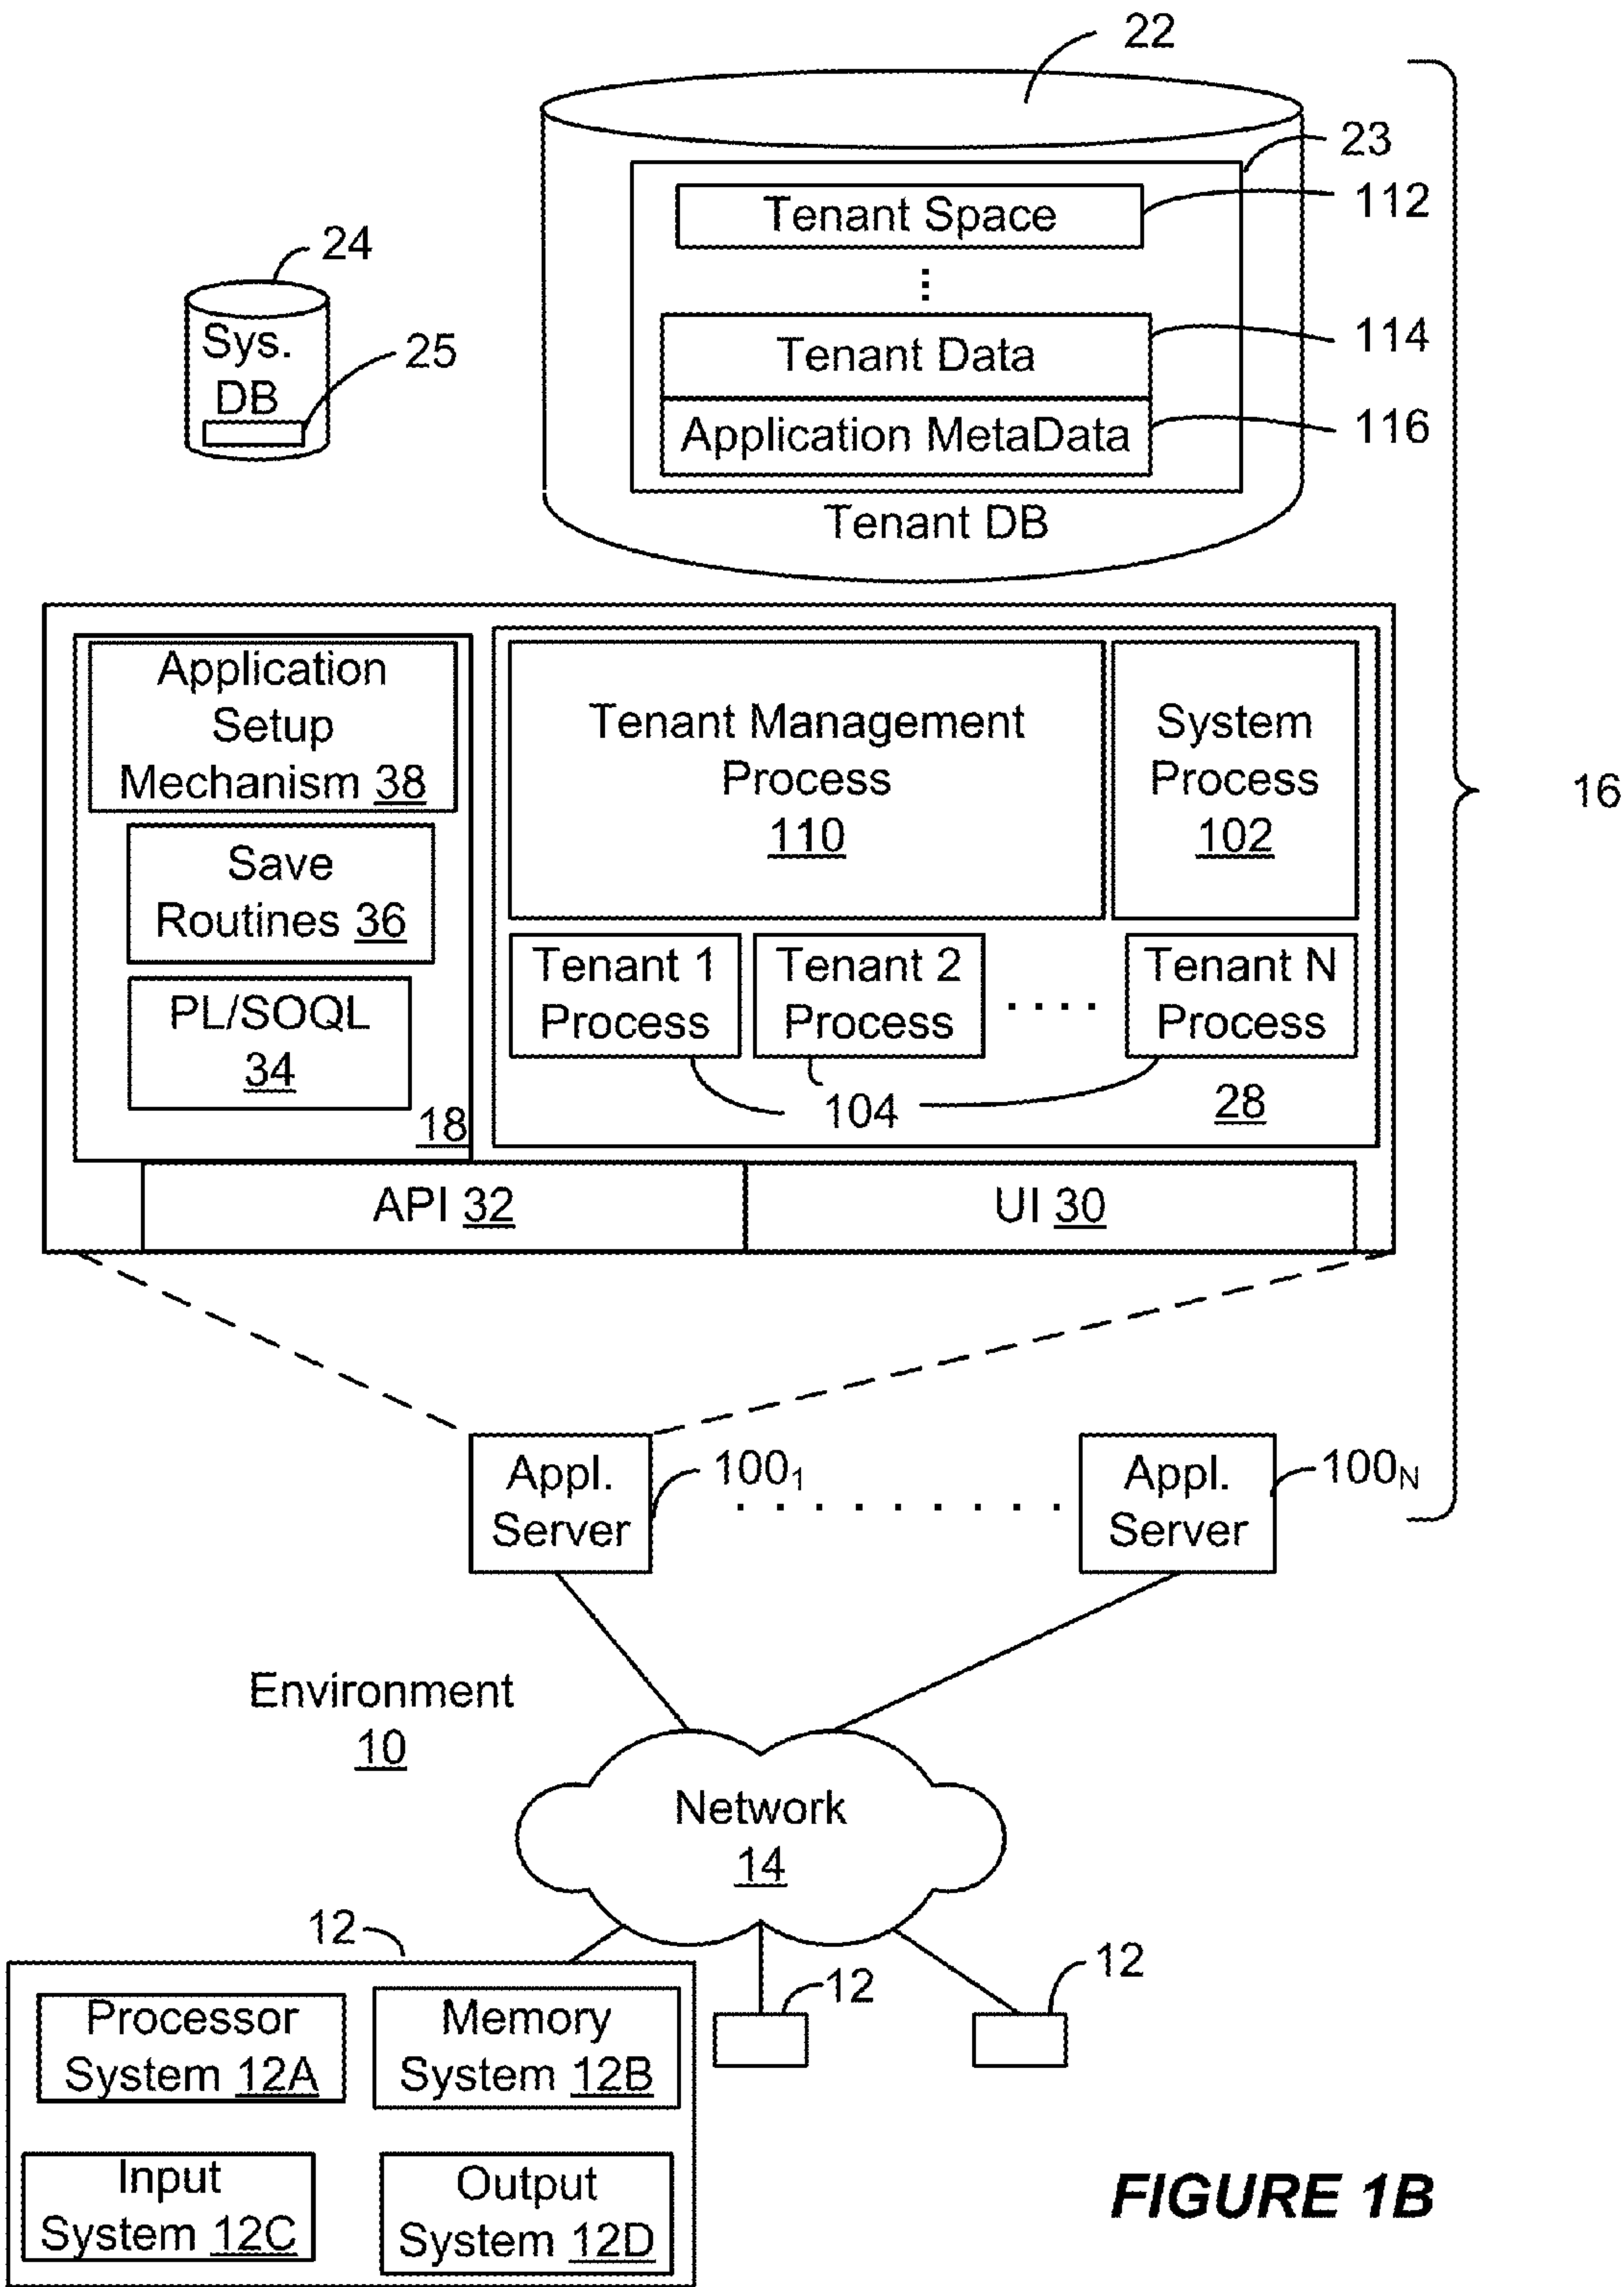 22
23
Tenant Space
112
24
Sys.
DB
25
Tenant Data
114
Application MetaData
116
Tenant DB
Application
Setup
Mechanism 38
Tenant Management
Process
110
System
Process
102
16
Save
Routines 36
PL/SOQL
34
18
Tenant 1
Process
Tenant 2
Process
Tenant N
Process
104
28
API 32
UI 30
Appl.
Server
100₁
Appl.
Server
100N
Environment
10
Network
14
12
12
12
Processor
System 12A
Memory
System 12B
Input
System 12C
Output
System 12D
FIGURE 1B